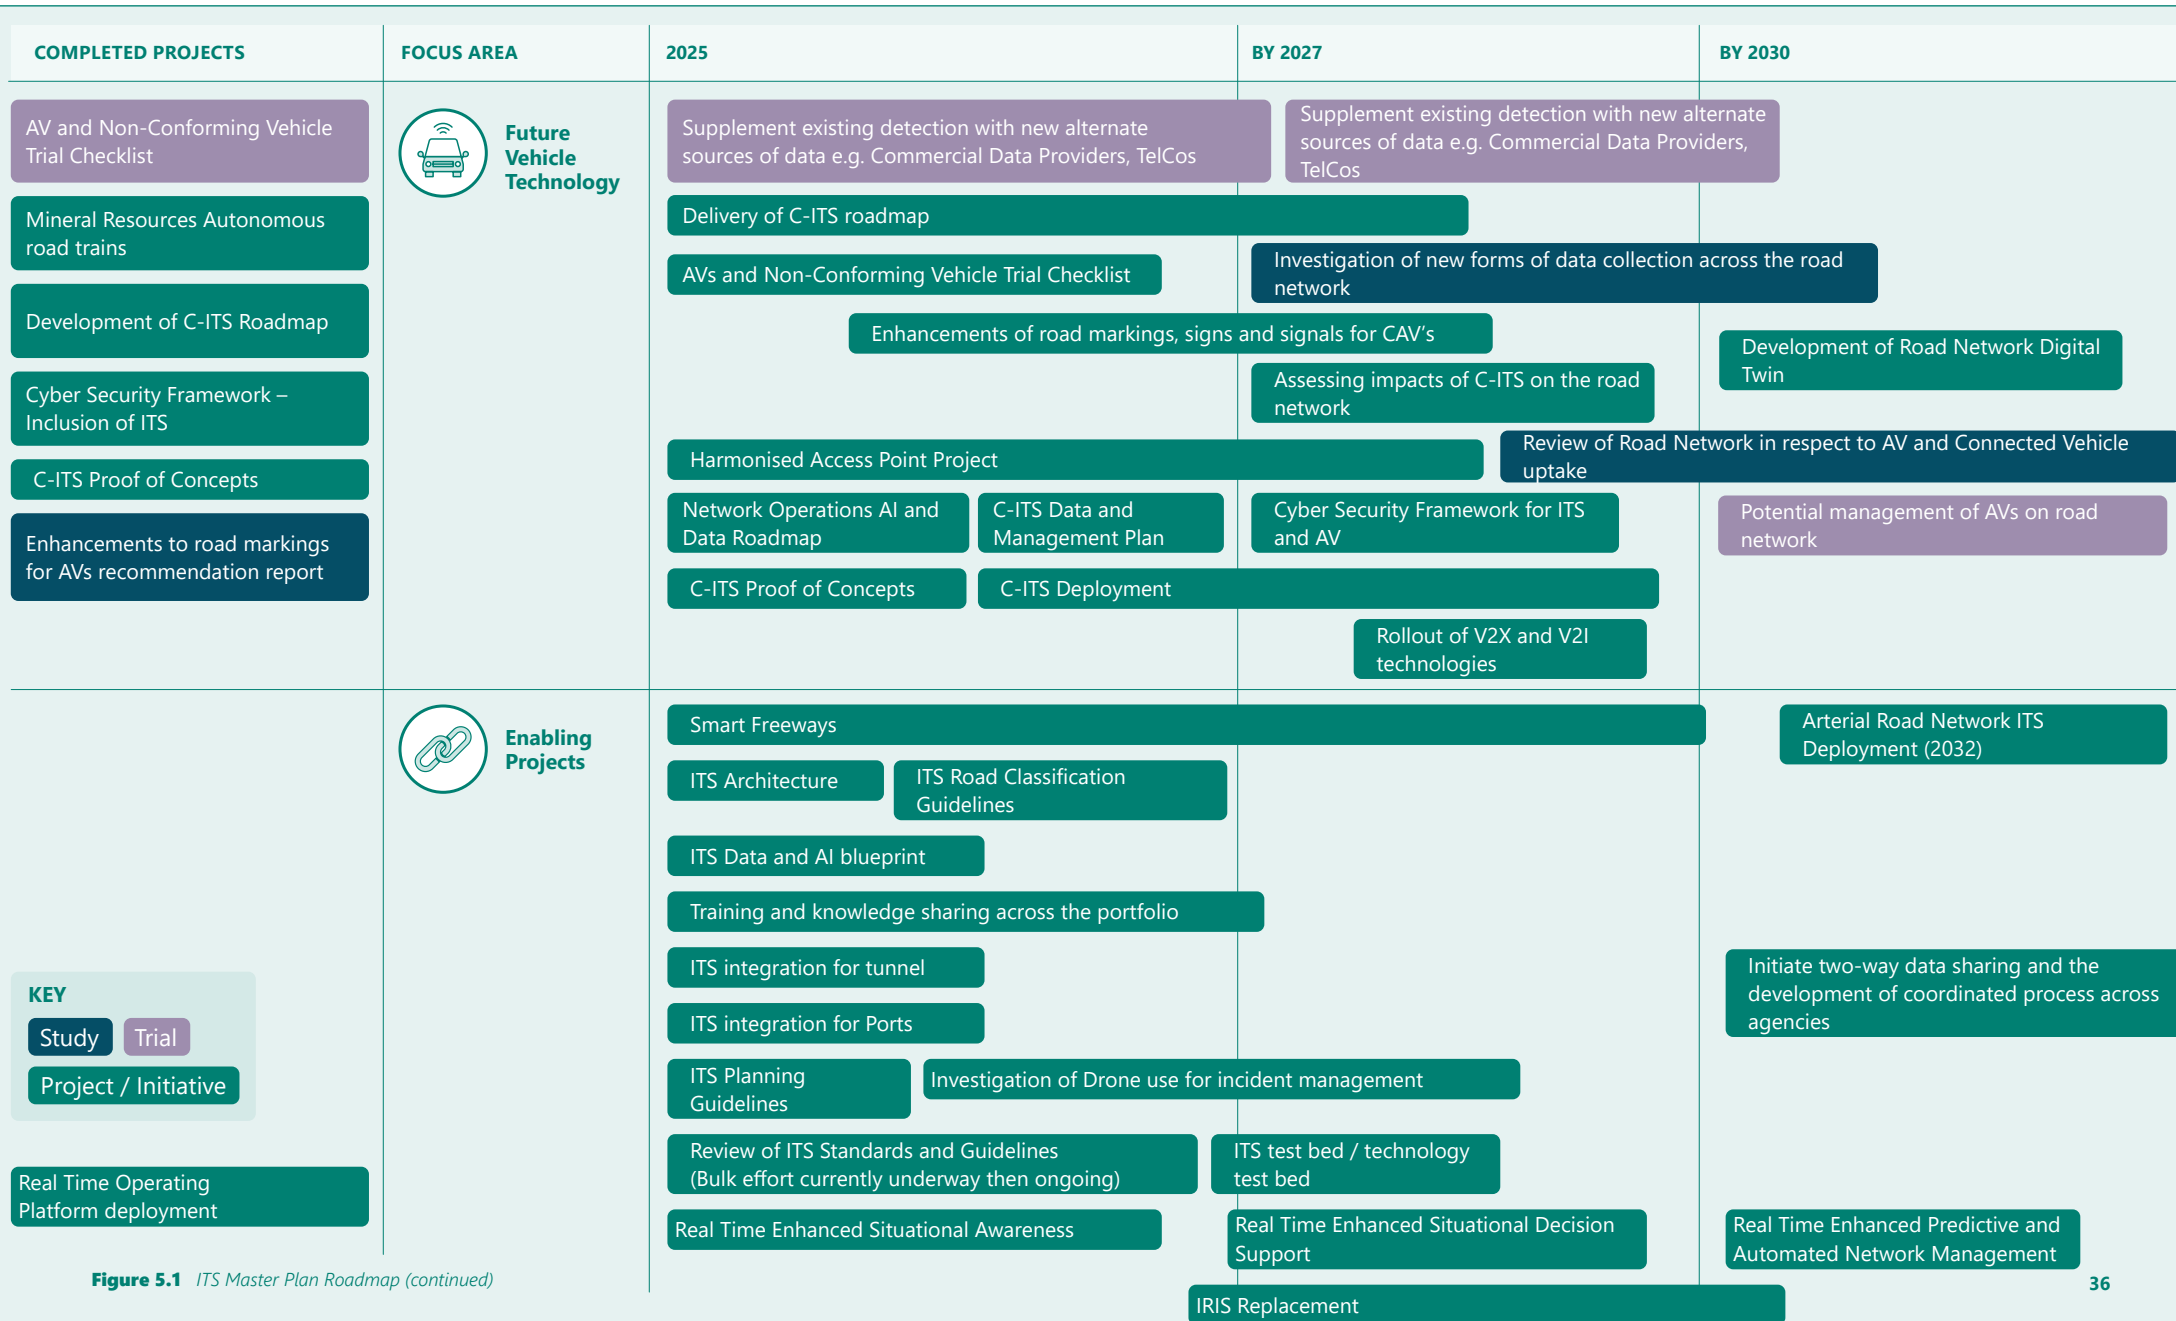 COMPLETED PROJECTS
FOCUS AREA
2025
BY 2027
BY 2030
AV and Non-Conforming Vehicle
Trial Checklist
Mineral Resources Autonomous
road trains
Development of C-ITS Roadmap
Cyber Security Framework –
Inclusion of ITS
C-ITS Proof of Concepts
Enhancements to road markings
for AVs recommendation report
Future
Vehicle
Technology
Supplement existing detection with new alternate
sources of data e.g. Commercial Data Providers, TelCos
Supplement existing detection with new alternate
sources of data e.g. Commercial Data Providers,
TelCos
Delivery of C-ITS roadmap
AVs and Non-Conforming Vehicle Trial Checklist
Investigation of new forms of data collection across the road
network
Enhancements of road markings, signs and signals for CAV's
Development of Road Network Digital
Twin
Assessing impacts of C-ITS on the road
network
Harmonised Access Point Project
Review of Road Network in respect to AV and Connected Vehicle
uptake
Network Operations AI and
Data Roadmap
C-ITS Data and
Management Plan
Cyber Security Framework for ITS
and AV
Potential management of AVs on road
network
C-ITS Proof of Concepts
C-ITS Deployment
Rollout of V2X and V2I
technologies
Enabling
Projects
Smart Freeways
Arterial Road Network ITS
Deployment (2032)
ITS Architecture
ITS Road Classification
Guidelines
ITS Data and AI blueprint
Training and knowledge sharing across the portfolio
ITS integration for tunnel
Initiate two-way data sharing and the
development of coordinated process across
agencies
ITS integration for Ports
ITS Planning
Guidelines
Investigation of Drone use for incident management
Review of ITS Standards and Guidelines
(Bulk effort currently underway then ongoing)
ITS test bed / technology
test bed
Real Time Enhanced Situational Awareness
Real Time Enhanced Situational Decision
Support
Real Time Enhanced Predictive and
Automated Network Management
IRIS Replacement
KEY
Study
Trial
Project / Initiative
Real Time Operating
Platform deployment
Figure 5.1 ITS Master Plan Roadmap (continued)
36